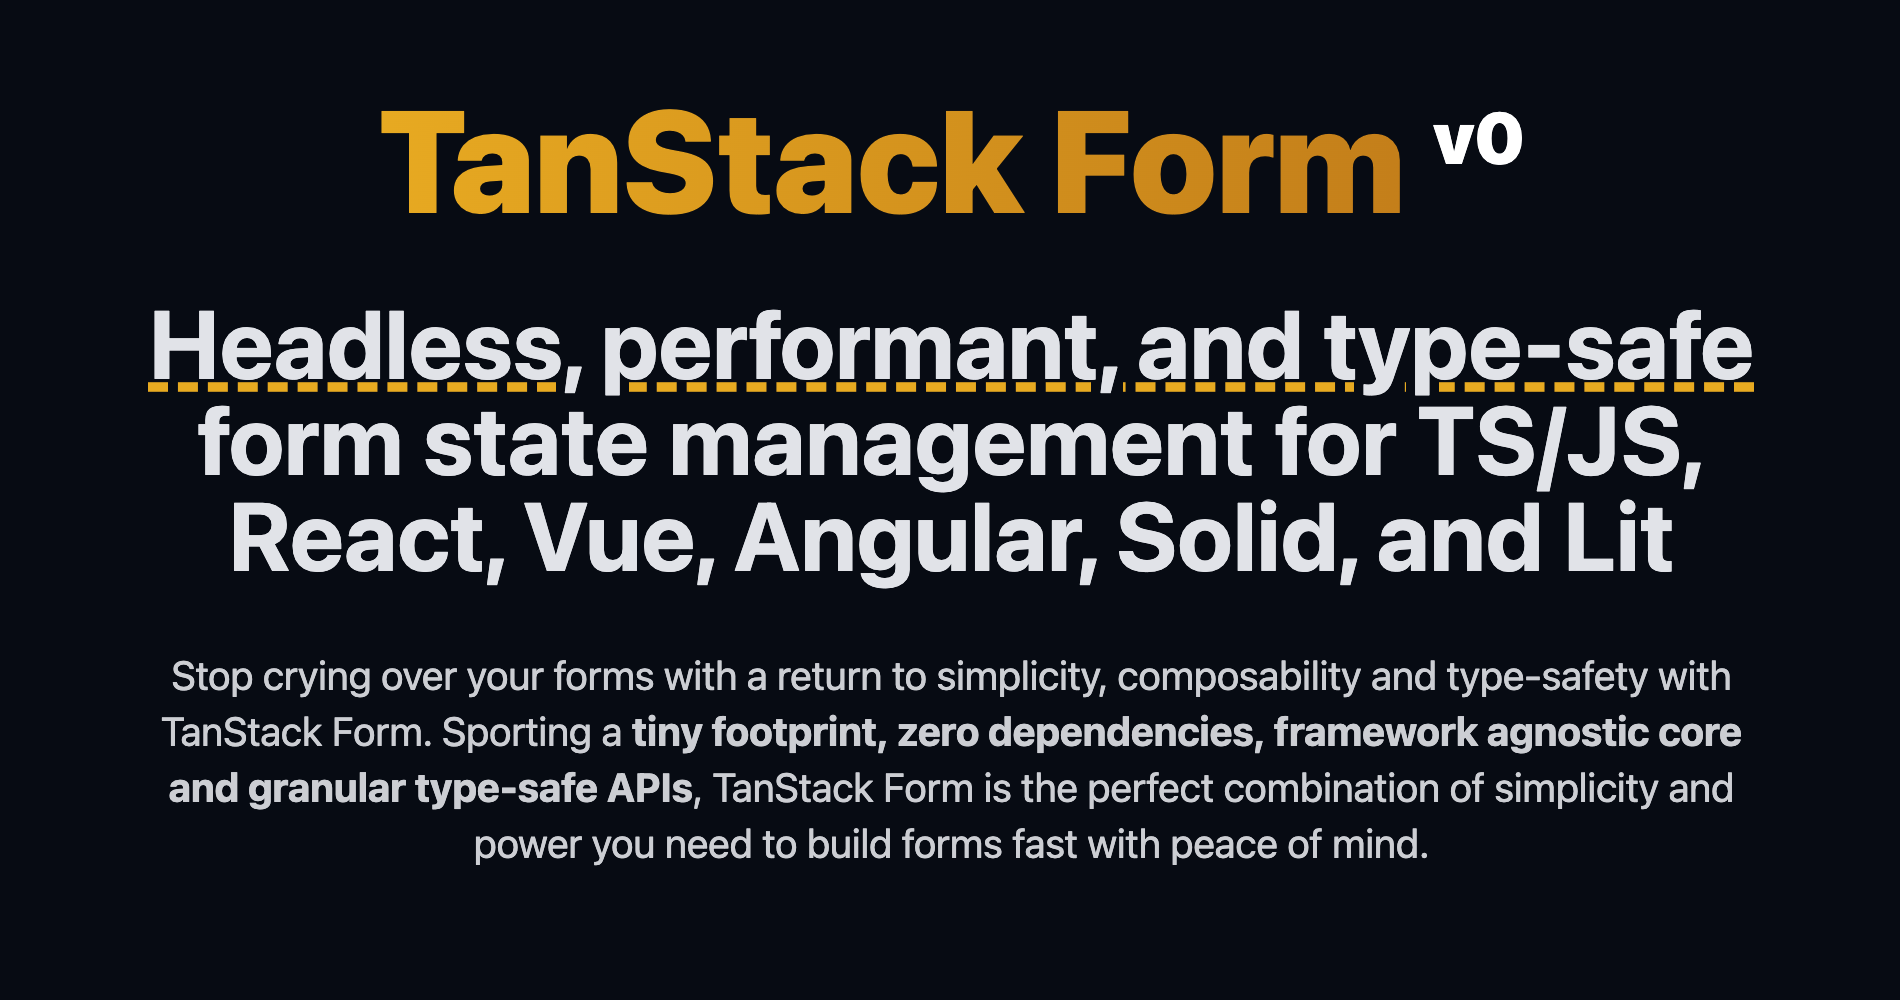 TanStack Form v0
Headless, performant, and type-safe
form state management for TS/JS,
React, Vue, Angular, Solid, and Lit
Stop crying over your forms with a return to simplicity, composability and type-safety with
TanStack Form. Sporting a tiny footprint, zero dependencies, framework agnostic core
and granular type-safe APIs, TanStack Form is the perfect combination of simplicity and
power you need to build forms fast with peace of mind.